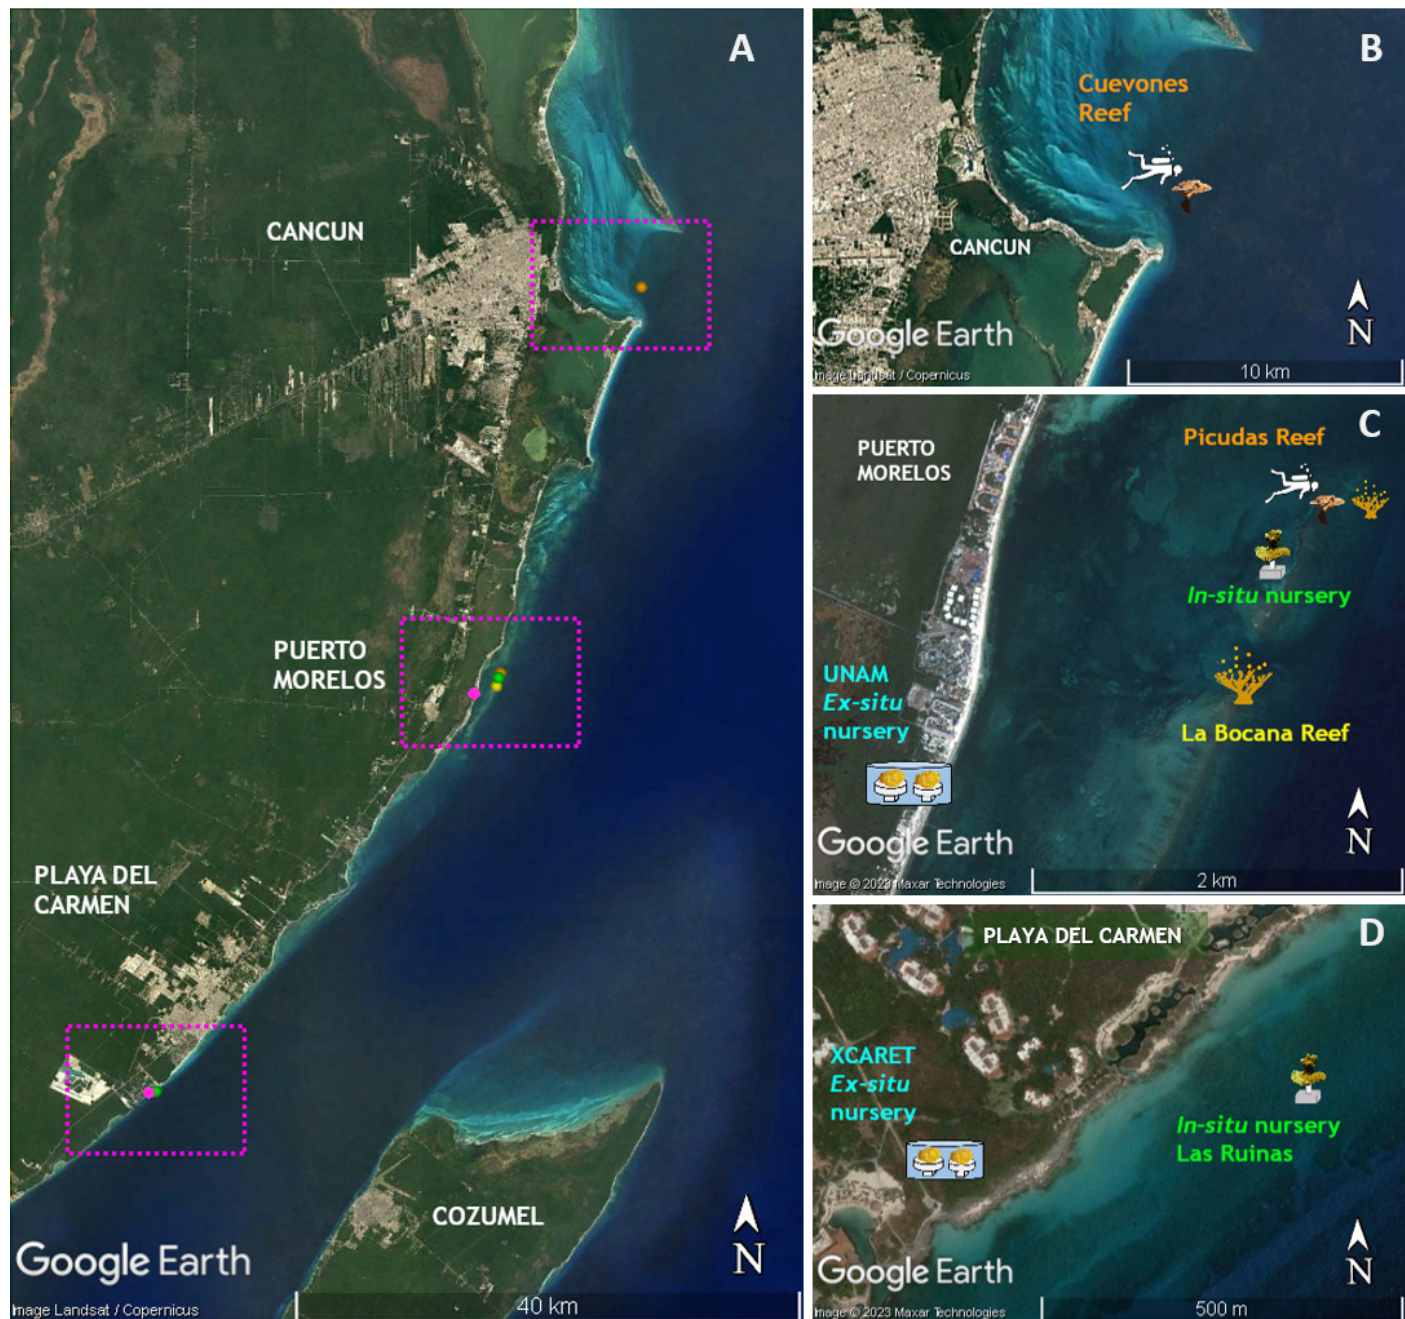 A
CANCUN
PUERTO
MORELOS
PLAYA DEL
CARMEN
COZUMEL
N
Google Earth
Image Landsat / Copernicus
40 km
B
Cuevones
Reef
CANCUN
N
Google Earth
Image Landsat / Copernicus
10 km
C
Picudas Reef
PUERTO
MORELOS
In-situ nursery
UNAM
Ex-situ
nursery
La Bocana Reef
N
Google Earth
Image © 2023 Maxar Technologies
2 km
D
PLAYA DEL CARMEN
XCARET
Ex-situ
nursery
In-situ nursery
Las Ruinas
N
Google Earth
Image © 2023 Maxar Technologies
500 m